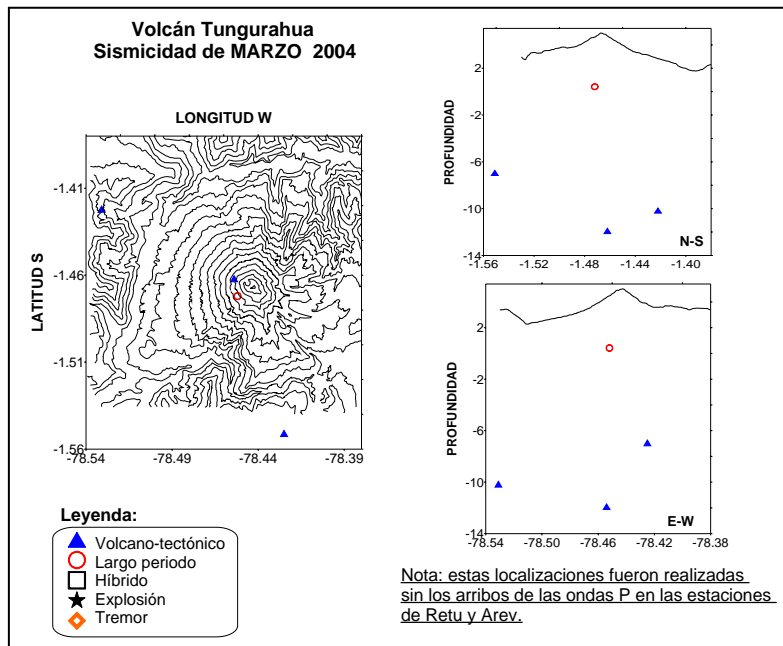 Volcán Tungurahua
Sismicidad de MARZO 2004
LONGITUD W
LATITUD S
-1.41
-1.46
-1.51
-1.56
-78.54
-78.49
-78.44
-78.39
PROFUNDIDAD
2
-2
-6
-10
-14
N-S
-1.56
-1.52
-1.48
-1.44
-1.40
PROFUNDIDAD
2
-2
-6
-10
-14
E-W
-78.54
-78.50
-78.46
-78.42
-78.38
Leyenda:
Volcano-tectónico
Largo periodo
Híbrido
Explosión
Tremor
Nota: estas localizaciones fueron realizadas
sin los arribos de las ondas P en las estaciones
de Retu y Arev.